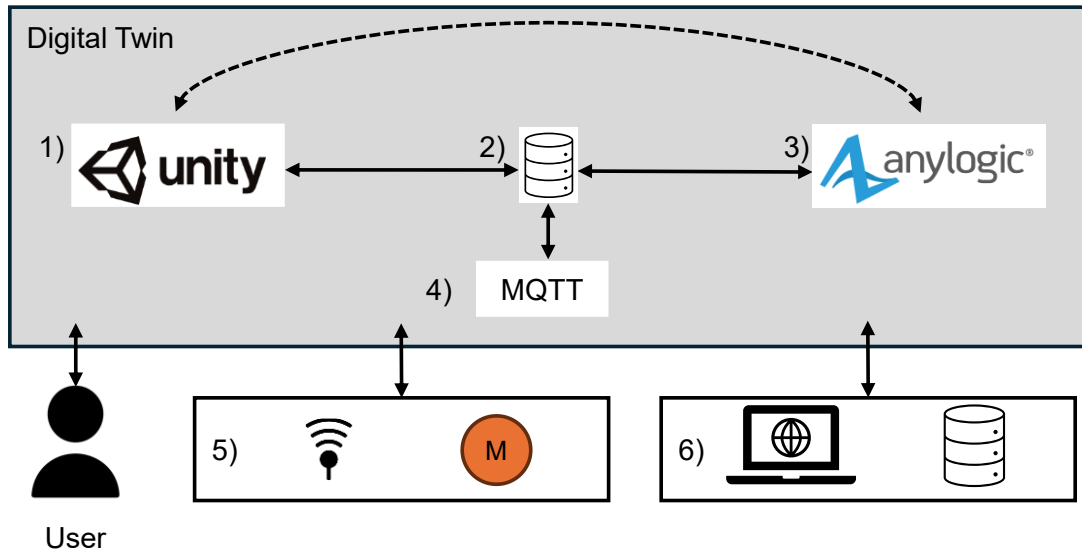 Digital Twin
1)
unity
2)
3)
anylogic®
4)
MQTT
5)
M
6)
User